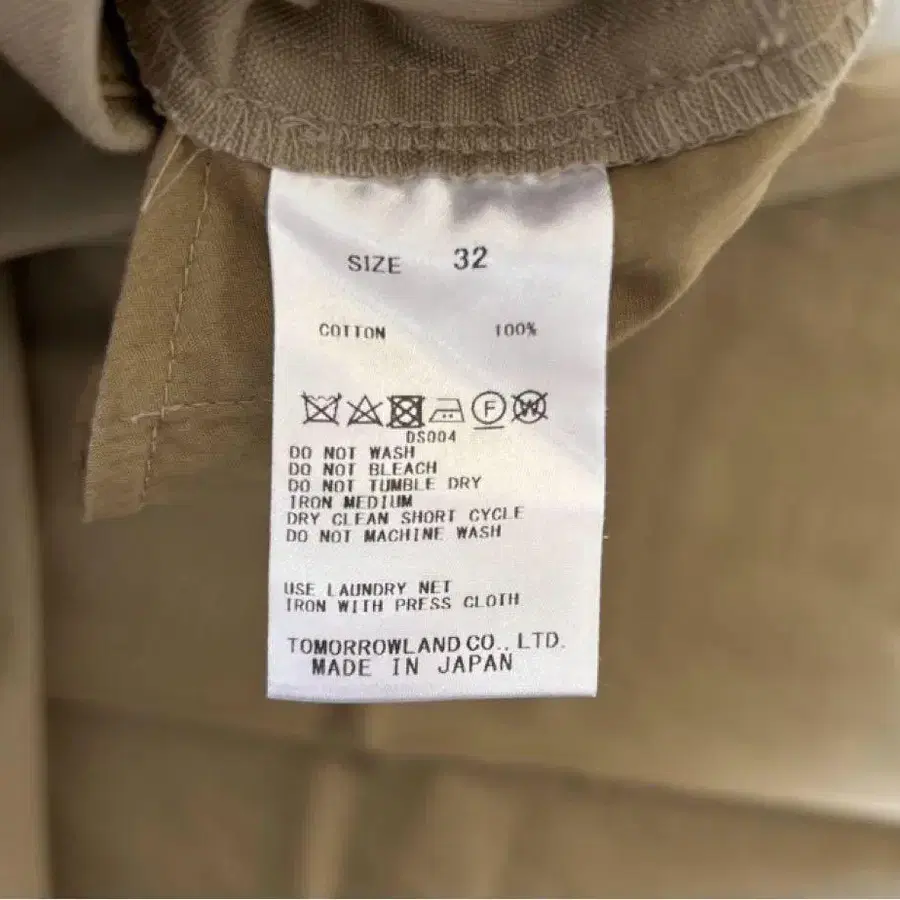 SIZE 32
COTTON 100%
F W
DS004
DO NOT WASH
DO NOT BLEACH
DO NOT TUMBLE DRY
IRON MEDIUM
DRY CLEAN SHORT CYCLE
DO NOT MACHINE WASH
USE LAUNDRY NET
IRON WITH PRESS CLOTH
TOMORROWLAND CO., LTD.
MADE IN JAPAN